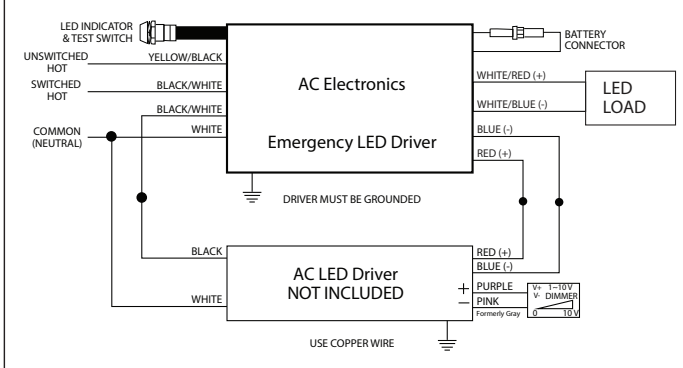 LED INDICATOR
& TEST SWITCH
BATTERY
CONNECTOR
UNSWITCHED
HOT
YELLOW/BLACK
SWITCHED
HOT
BLACK/WHITE
AC Electronics
WHITE/RED (+)
LED
LOAD
BLACK/WHITE
WHITE/BLUE (-)
COMMON
(NEUTRAL)
WHITE
Emergency LED Driver
BLUE (-)
RED (+)
DRIVER MUST BE GROUNDED
BLACK
RED (+)
BLUE (-)
AC LED Driver
NOT INCLUDED
+ PURPLE
− PINK
Formerly Gray
WHITE
V+ 1~10 V
V- DIMMER
0 10 V
USE COPPER WIRE